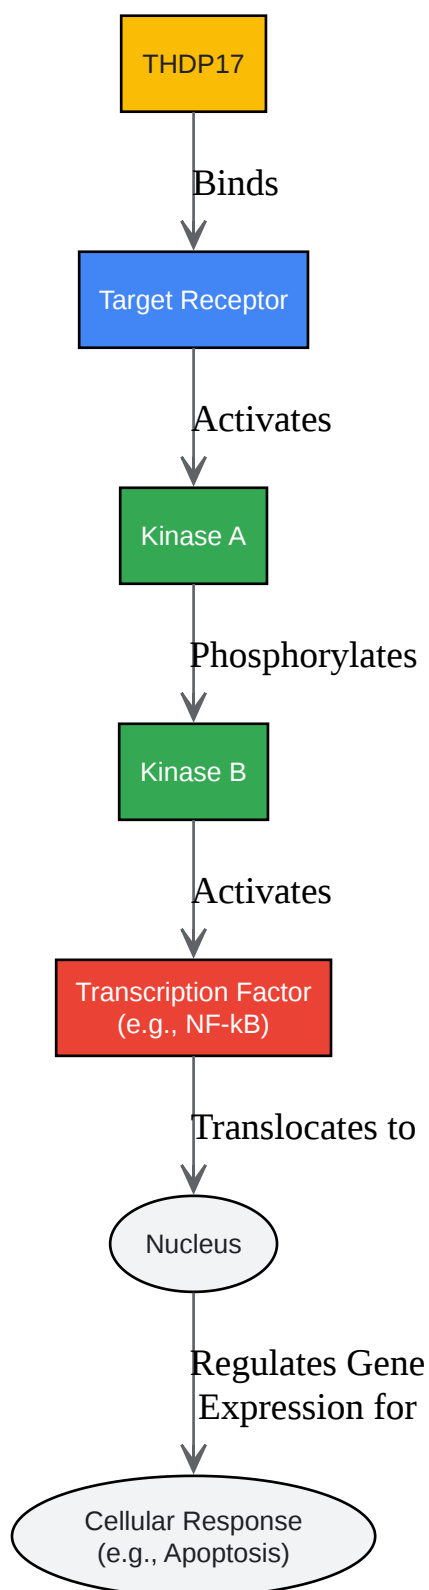 THDP17
Binds
Target Receptor
Activates
Kinase A
Phosphorylates
Kinase B
Activates
Transcription Factor
(e.g., NF-kB)
Translocates to
Nucleus
Regulates Gene
Expression for
Cellular Response
(e.g., Apoptosis)